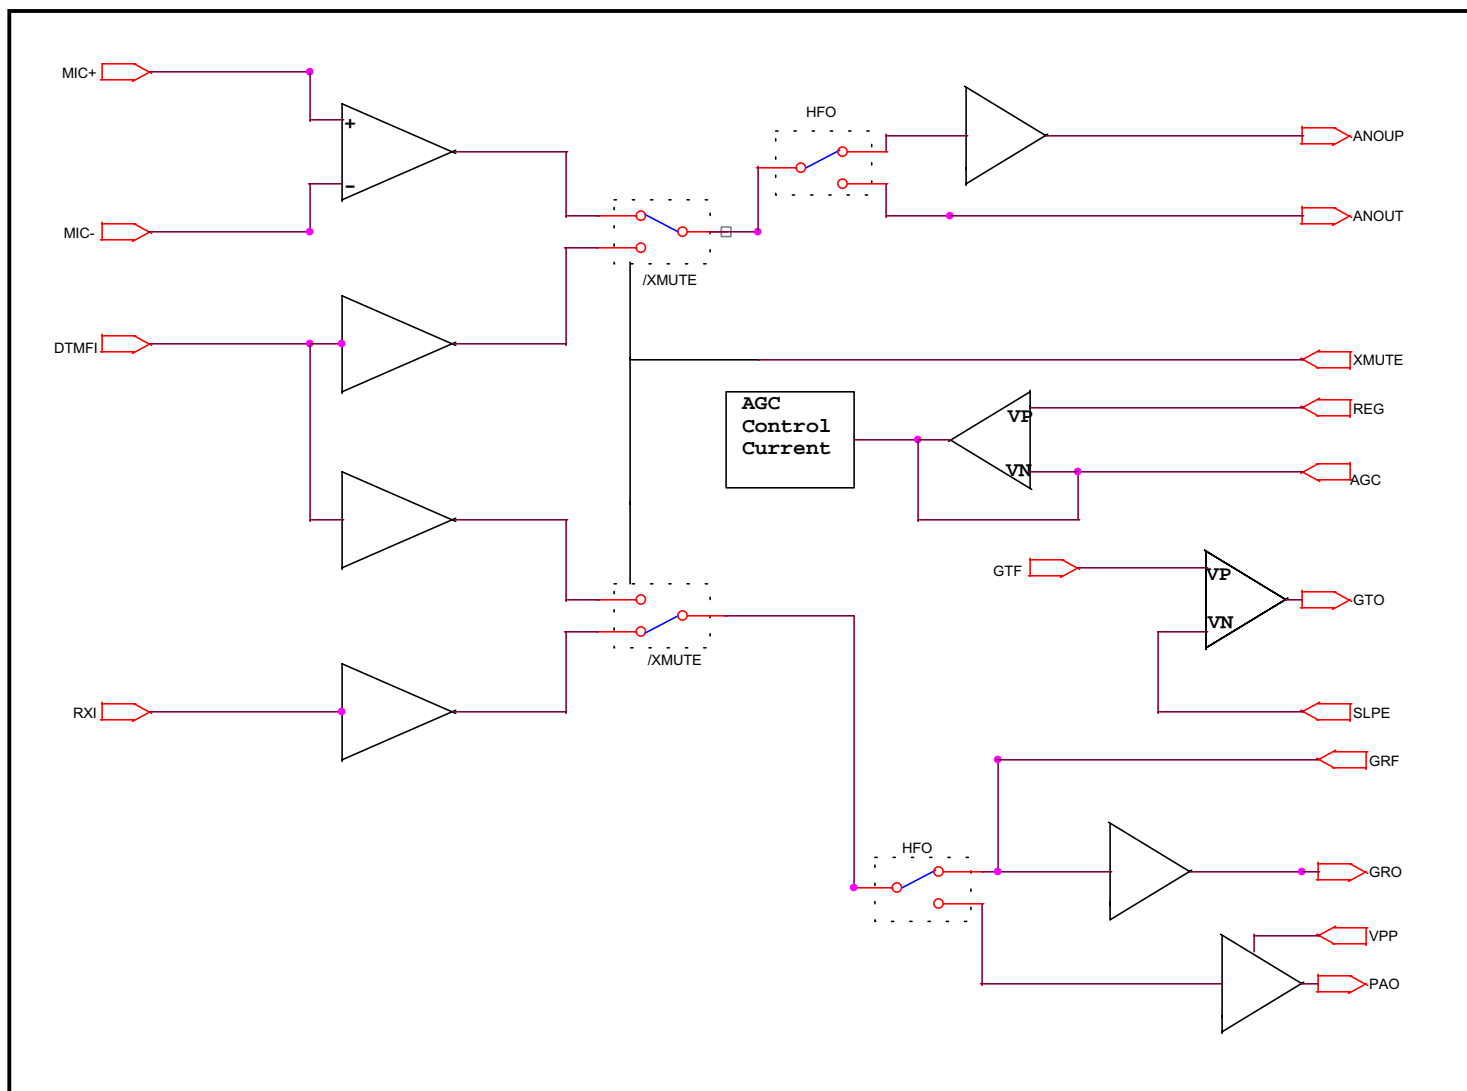 MIC+
HFO
+
ANOUP
-
MIC-
ANOUT
/XMUTE
DTMFI
XMUTE
AGC
Control
Current
VP
REG
VN
AGC
GTF
VP
GTO
VN
/XMUTE
RXI
SLPE
GRF
HFO
GRO
VPP
PAO